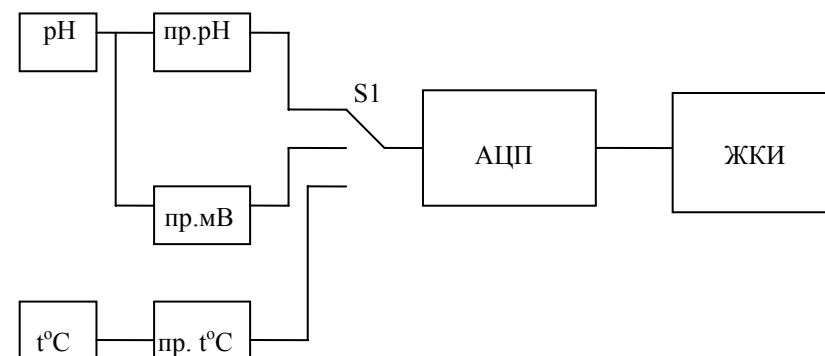 pH
пр.pH
S1
АЦП
ЖКИ
пр.мВ
t°C
пр. t°C